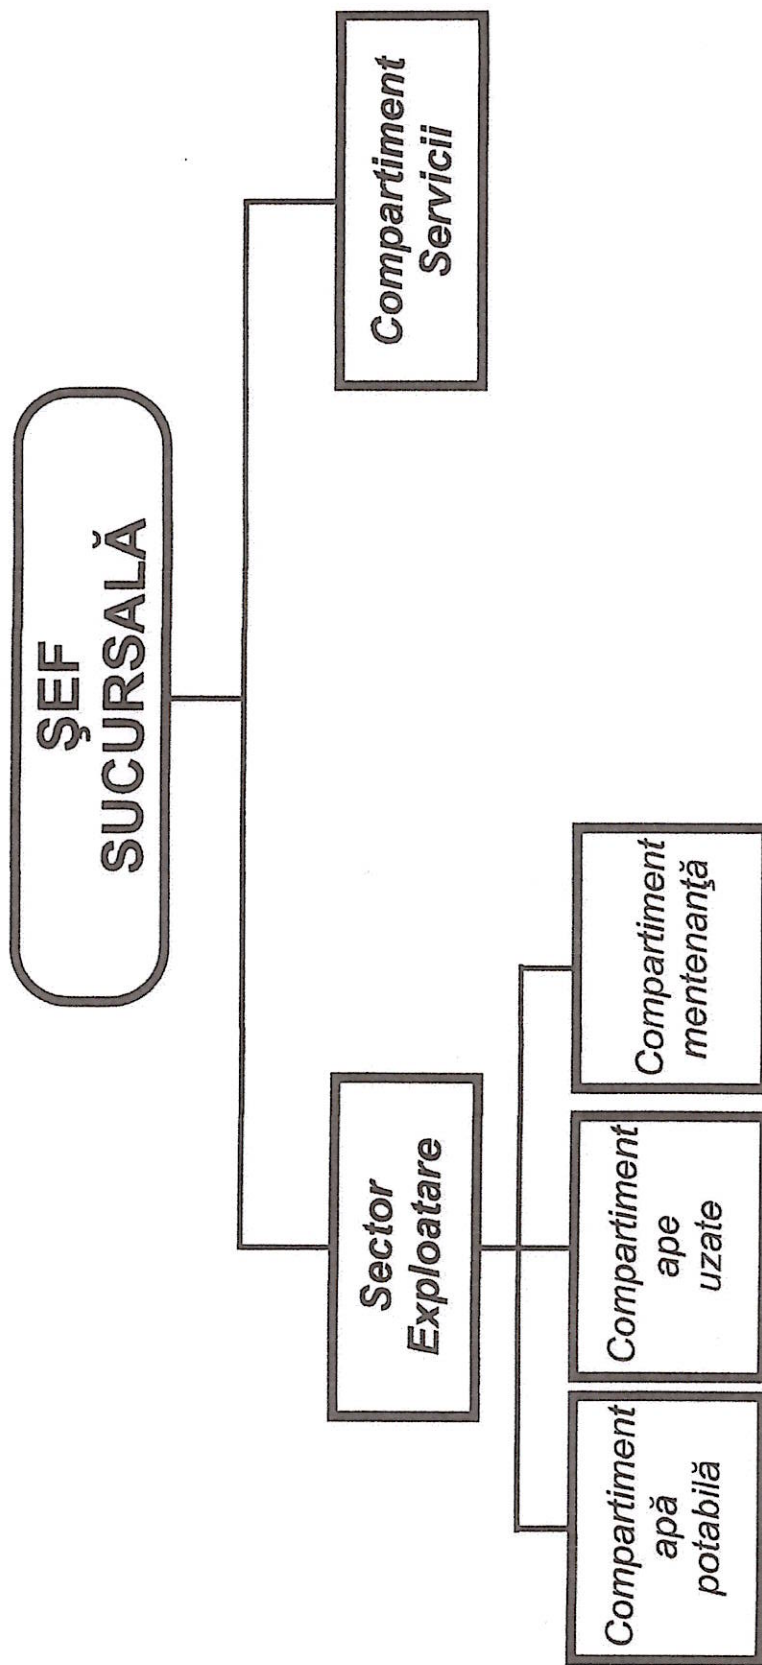 ŞEF
SUCURSALĂ
Sector
Exploatare
Compartiment
Servicii
Compartiment
apă
potabilă
Compartiment
ape
uzate
Compartiment
mentenanţă